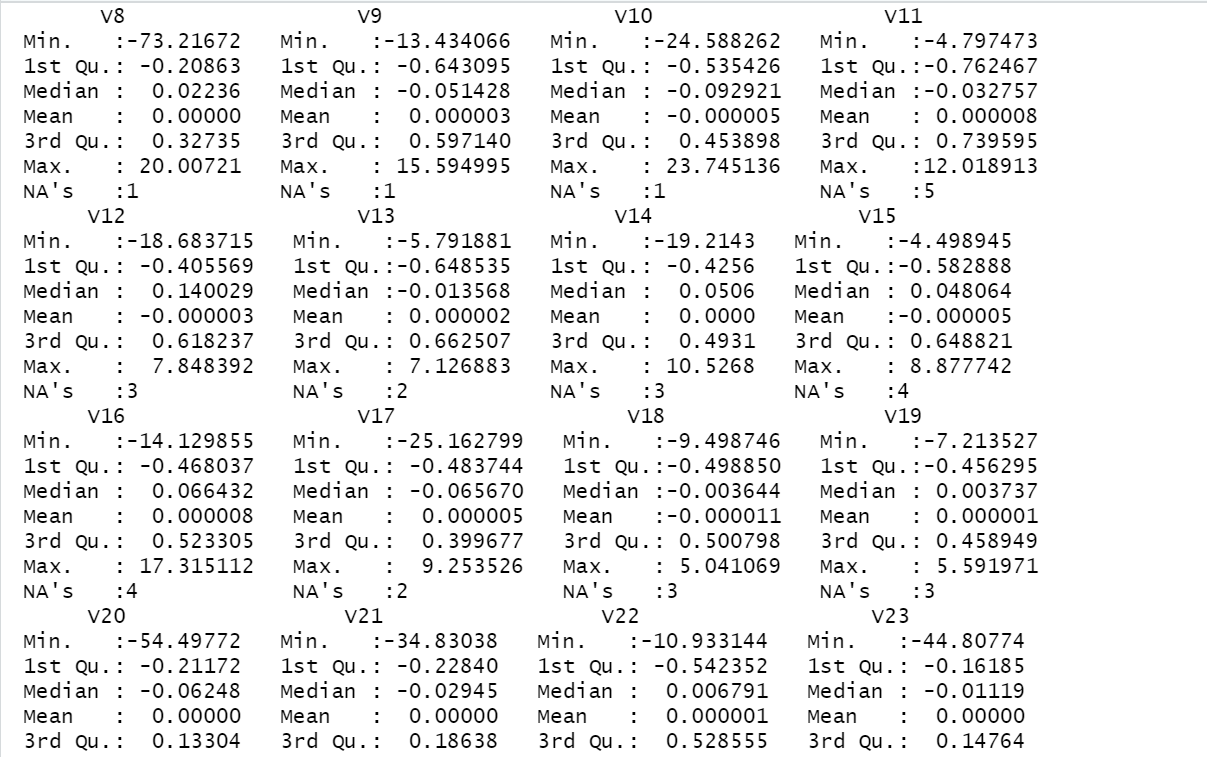 V8                  V9                  V10                 V11
Min.   :-73.21672   Min.   :-13.434066   Min.   :-24.588262   Min.   :-4.797473
1st Qu.: -0.20863   1st Qu.: -0.643095   1st Qu.: -0.535426   1st Qu.:-0.762467
Median :  0.02236   Median : -0.051428   Median : -0.092921   Median :-0.032757
Mean   :  0.00000   Mean   :  0.000003   Mean   : -0.000005   Mean   : 0.000008
3rd Qu.:  0.32735   3rd Qu.:  0.597140   3rd Qu.:  0.453898   3rd Qu.: 0.739595
Max.   : 20.00721   Max.   : 15.594995   Max.   : 23.745136   Max.   :12.018913
NA's   :1           NA's   :1            NA's   :1            NA's   :5
     V12                  V13                 V14                V15
Min.   :-18.683715   Min.   :-5.791881   Min.   :-19.2143   Min.   :-4.498945
1st Qu.: -0.405569   1st Qu.:-0.648535   1st Qu.: -0.4256   1st Qu.:-0.582888
Median :  0.140029   Median :-0.013568   Median :  0.0506   Median : 0.048064
Mean   : -0.000003   Mean   : 0.000002   Mean   :  0.0000   Mean   :-0.000005
3rd Qu.:  0.618237   3rd Qu.: 0.662507   3rd Qu.:  0.4931   3rd Qu.: 0.648821
Max.   :  7.848392   Max.   : 7.126883   Max.   : 10.5268   Max.   : 8.877742
NA's   :3            NA's   :2           NA's   :3          NA's   :4
     V16                  V17                  V18                 V19
Min.   :-14.129855   Min.   :-25.162799   Min.   :-9.498746   Min.   :-7.213527
1st Qu.: -0.468037   1st Qu.: -0.483744   1st Qu.:-0.498850   1st Qu.:-0.456295
Median :  0.066432   Median : -0.065670   Median :-0.003644   Median : 0.003737
Mean   :  0.000008   Mean   :  0.000005   Mean   :-0.000011   Mean   : 0.000001
3rd Qu.:  0.523305   3rd Qu.:  0.399677   3rd Qu.: 0.500798   3rd Qu.: 0.458949
Max.   : 17.315112   Max.   :  9.253526   Max.   : 5.041069   Max.   : 5.591971
NA's   :4            NA's   :2            NA's   :3           NA's   :3
     V20                 V21                 V22                  V23
Min.   :-54.49772   Min.   :-34.83038   Min.   :-10.933144   Min.   :-44.80774
1st Qu.: -0.21172   1st Qu.: -0.22840   1st Qu.: -0.542352   1st Qu.: -0.16185
Median : -0.06248   Median : -0.02945   Median :  0.006791   Median : -0.01119
Mean   :  0.00000   Mean   :  0.00000   Mean   :  0.000001   Mean   :  0.00000
3rd Qu.:  0.13304   3rd Qu.:  0.18638   3rd Qu.:  0.528555   3rd Qu.:  0.14764